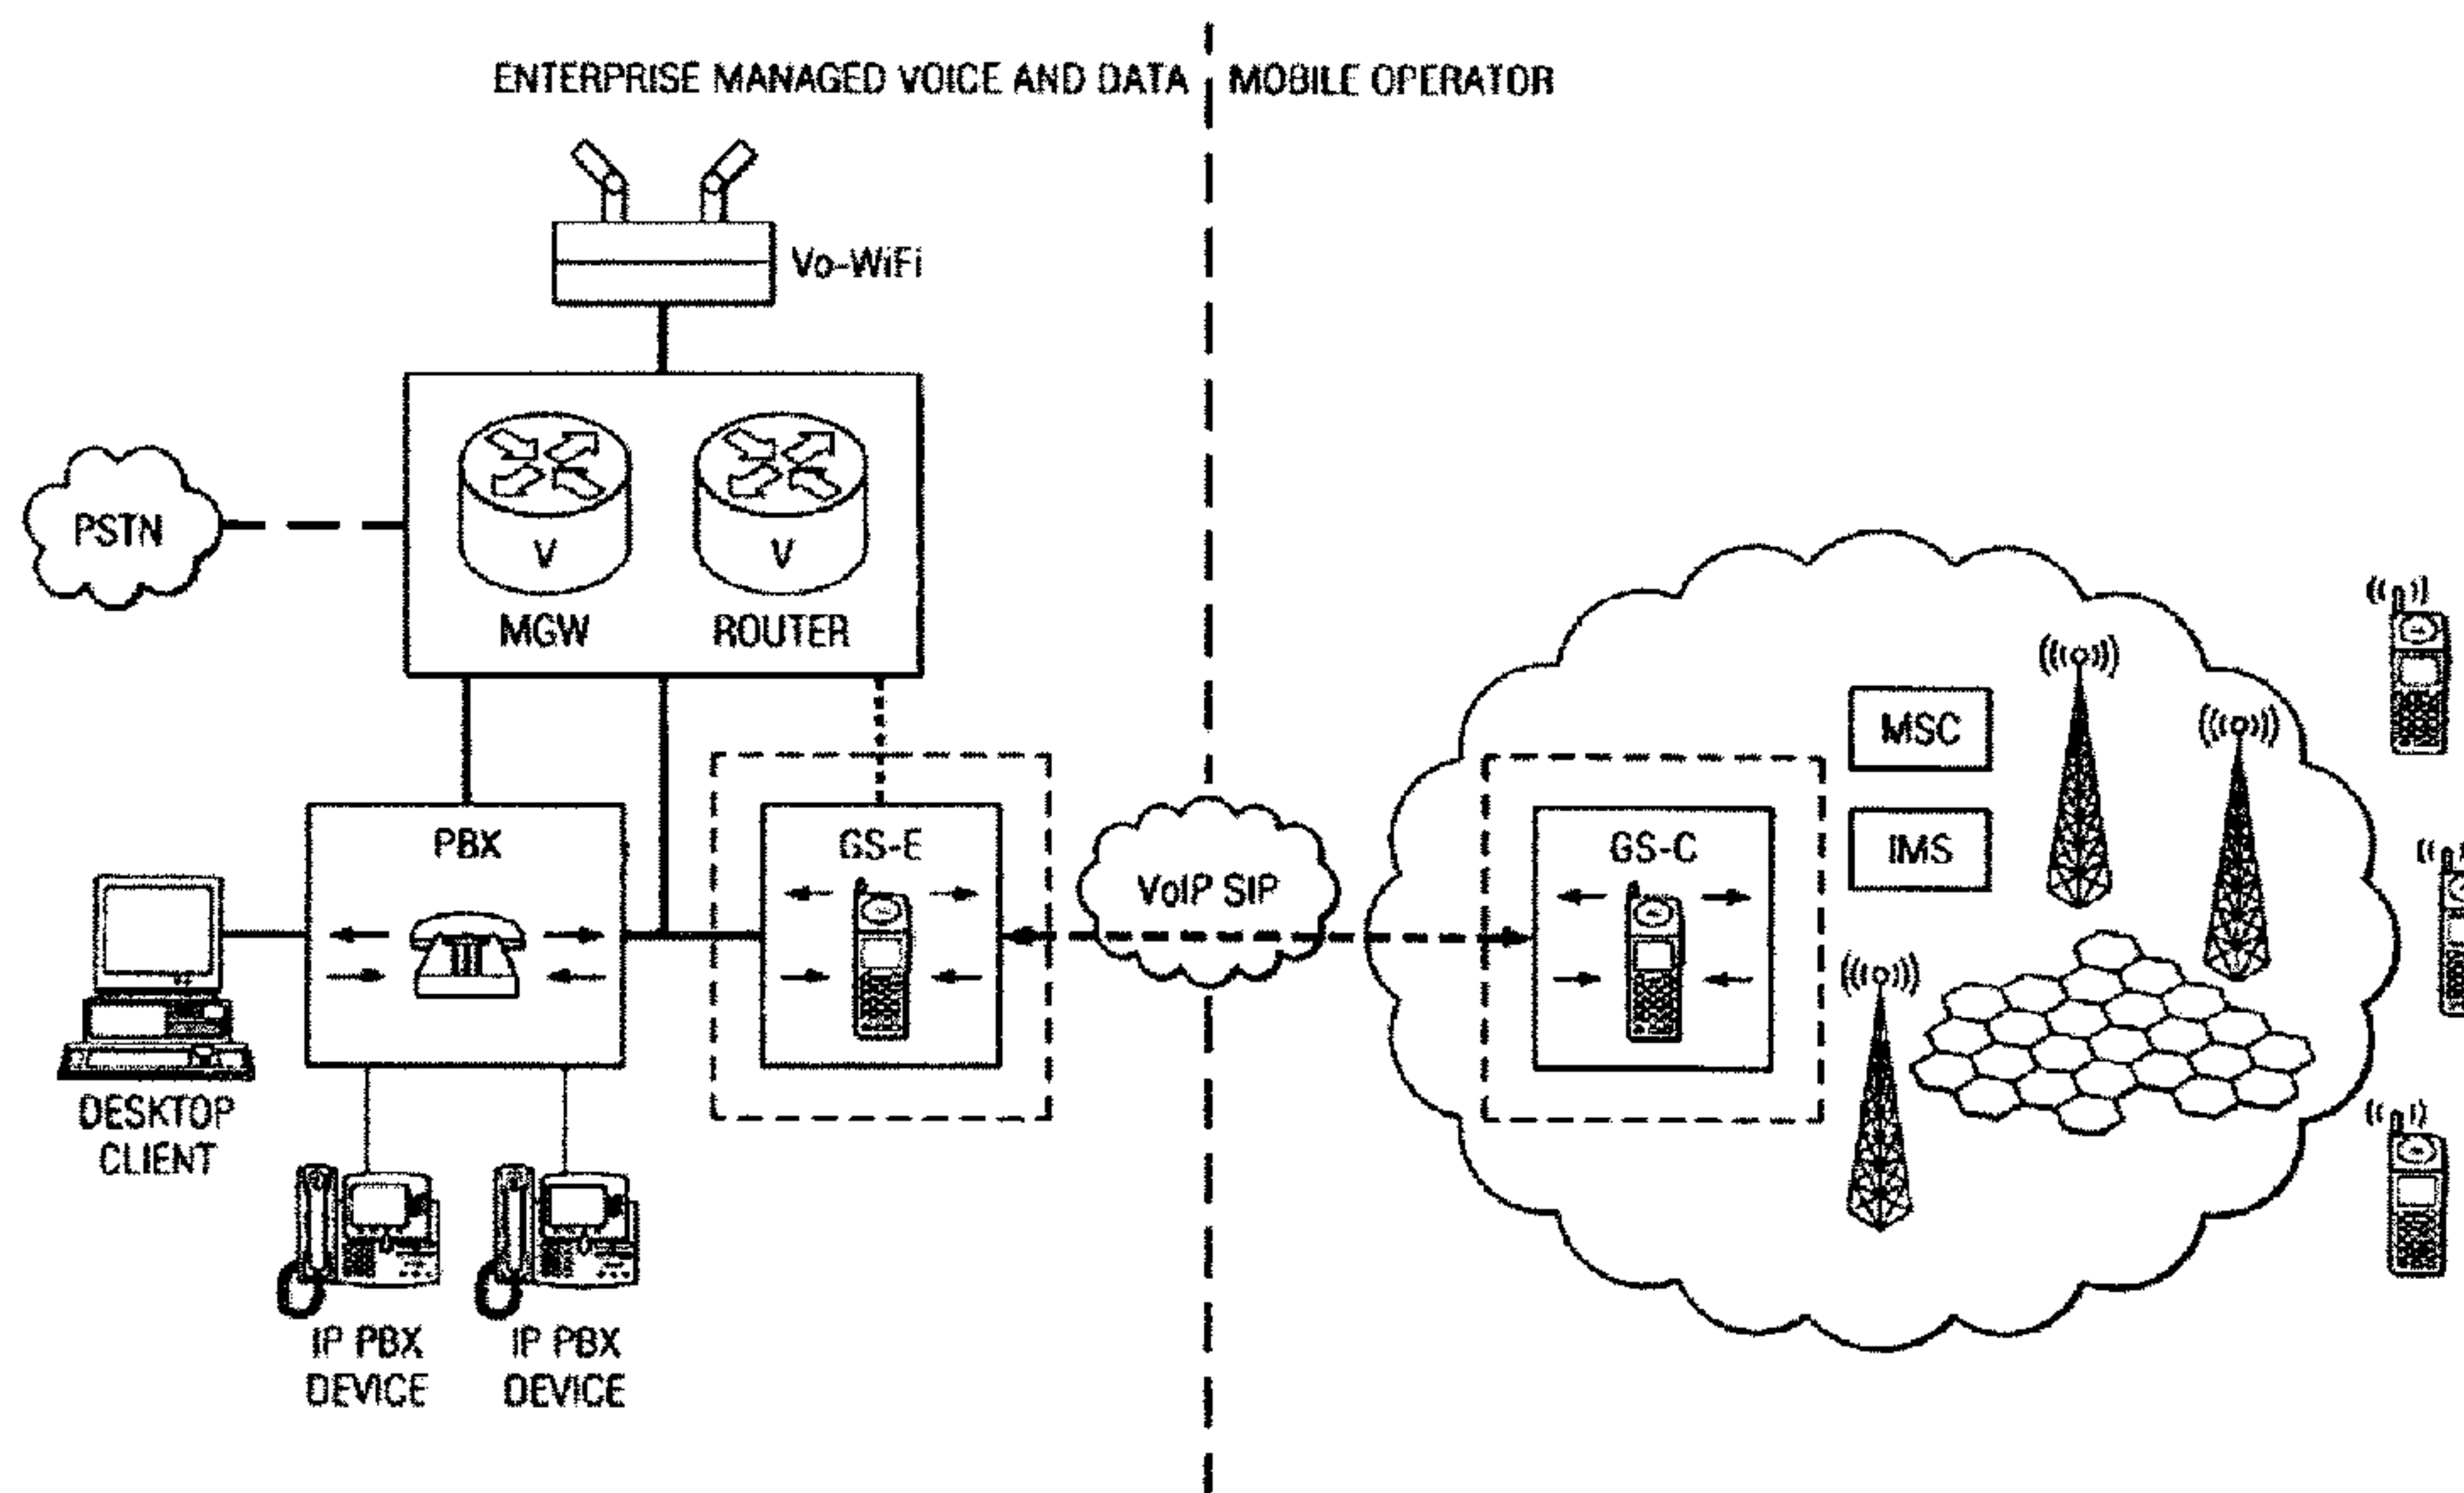 ENTERPRISE MANAGED VOICE AND DATA
MOBILE OPERATOR
Vo-WiFi
PSTN
V
V
MGW
ROUTER
MSC
PBX
GS-E
VoIP SIP
GS-C
IMS
DESKTOP
CLIENT
IP PBX
DEVICE
IP PBX
DEVICE